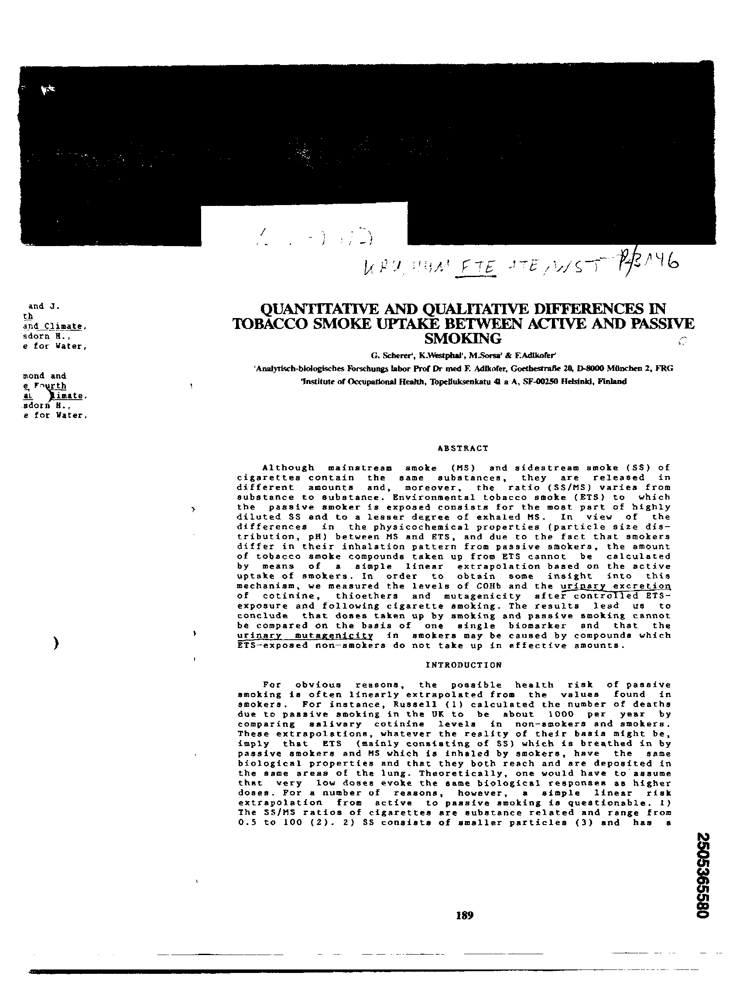 FTE
and J.
th
and Climate,
sdorn H.,
e for Water,
mond and
e Fourth
limate,
sdorn H.,
e for Water,
QUANTITATIVE AND QUALITATIVE DIFFERENCES IN
TOBACCO SMOKE UPTAKE BETWEEN ACTIVE AND PASSIVE
SMOKING
G. Scherer¹, K.Westphal¹, M.Sorsa² & F.Adlkofer¹
¹Analytisch-biologisches Forschungs labor Prof Dr med F. Adlkofer, Goethestraße 20, D-8000 München 2, FRG
²Institute of Occupational Health, Topeliuksenkatu 41 a A, SF-00250 Helsinki, Finland
ABSTRACT
Although mainstream smoke (MS) and sidestream smoke (SS) of
cigarettes contain the same substances, they are released in
different amounts and, moreover, the ratio (SS/MS) varies from
substance to substance. Environmental tobacco smoke (ETS) to which
the passive smoker is exposed consists for the most part of highly
diluted SS and to a lesser degree of exhaled MS. In view of the
differences in the physicochemical properties (particle size dis-
tribution, pH) between MS and ETS, and due to the fact that smokers
differ in their inhalation pattern from passive smokers, the amount
of tobacco smoke compounds taken up from ETS cannot be calculated
by means of a simple linear extrapolation based on the active
uptake of smokers. In order to obtain some insight into this
mechanism, we measured the levels of COHb and the urinary excretion
of cotinine, thioethers and mutagenicity after controlled ETS-
exposure and following cigarette smoking. The results lead us to
conclude that doses taken up by smoking and passive smoking cannot
be compared on the basis of one single biomarker and that the
urinary mutagenicity in smokers may be caused by compounds which
ETS-exposed non-smokers do not take up in effective amounts.
INTRODUCTION
For obvious reasons, the possible health risk of passive
smoking is often linearly extrapolated from the values found in
smokers. For instance, Russell (1) calculated the number of deaths
due to passive smoking in the UK to be about 1000 per year by
comparing salivary cotinine levels in non-smokers and smokers.
These extrapolations, whatever the reality of their basis might be,
imply that ETS (mainly consisting of SS) which is breathed in by
passive smokers and MS which is inhaled by smokers, have the same
biological properties and that they both reach and are deposited in
the same areas of the lung. Theoretically, one would have to assume
that very low doses evoke the same biological responses as higher
doses. For a number of reasons, however, a simple linear risk
extrapolation from active to passive smoking is questionable. 1)
The SS/MS ratios of cigarettes are substance related and range from
0.5 to 100 (2). 2) SS consists of smaller particles (3) and has a
2505365580
189